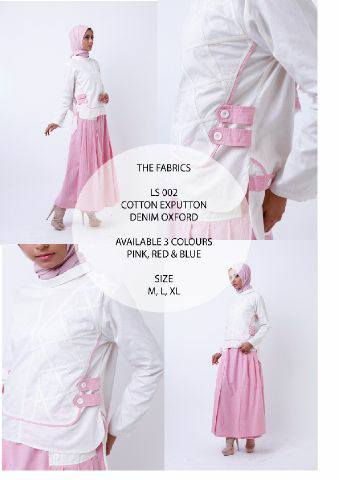 THE FABRICS
LS 002
COTTON EXPUTTON
DENIM OXFORD
AVAILABLE 3 COLOURS
PINK, RED & BLUE
SIZE
M, L, XL